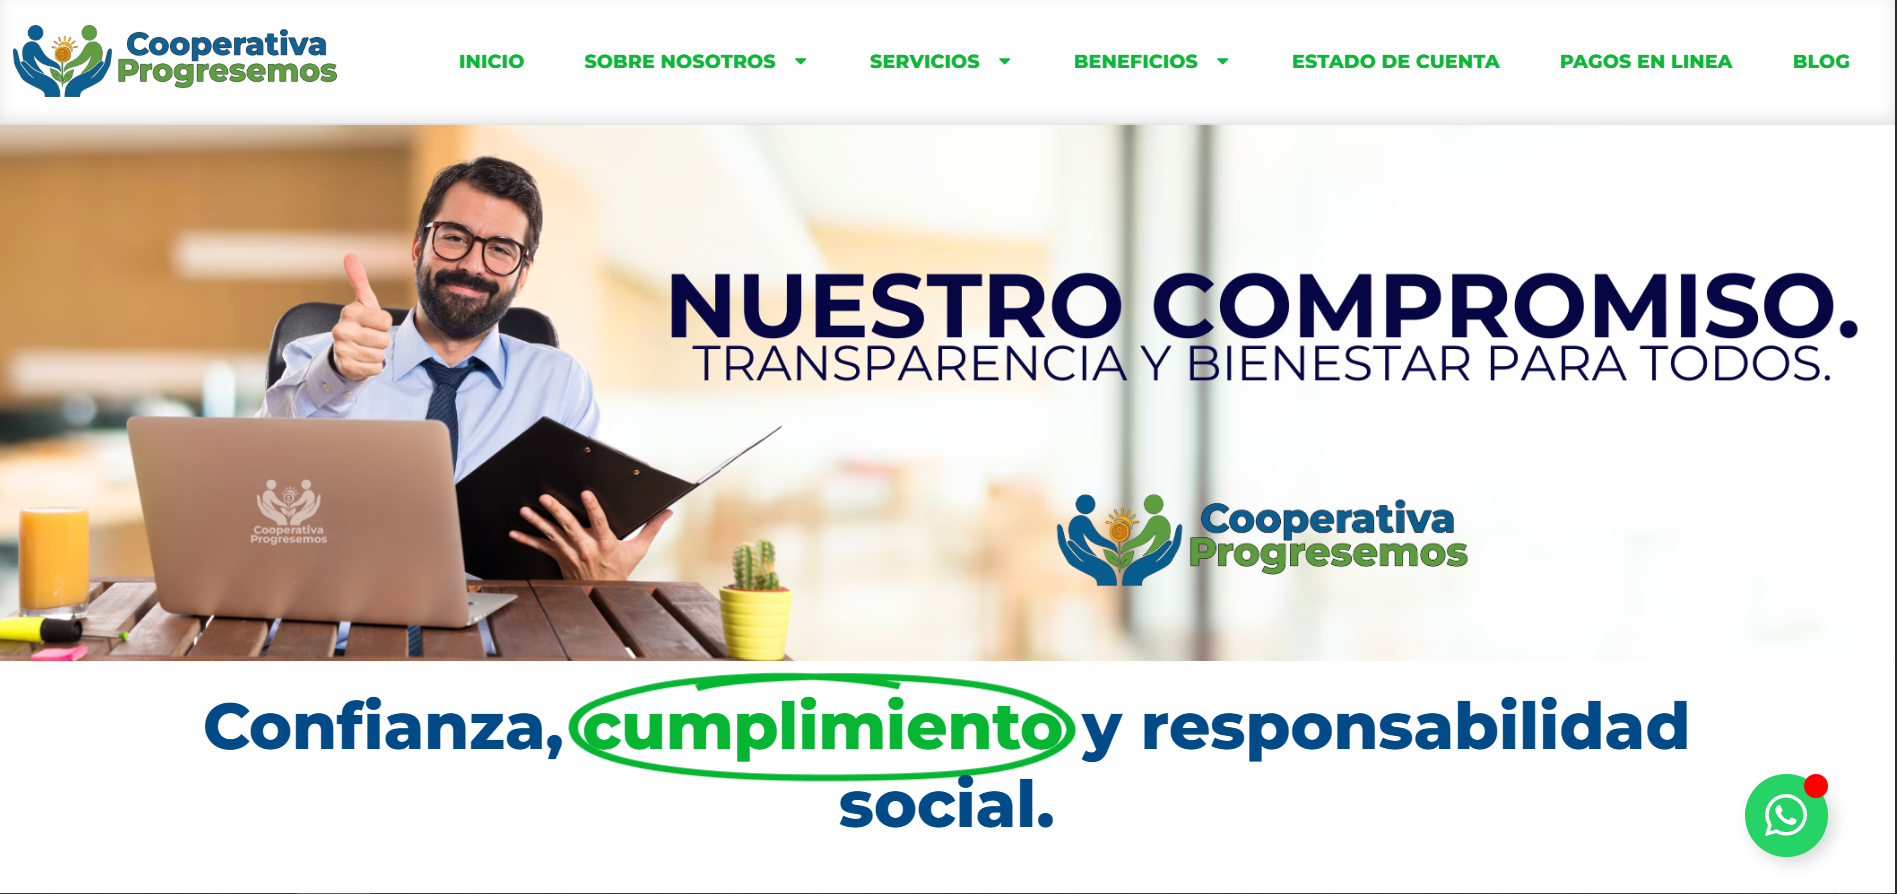 Cooperativa
Progresemos
INICIO
SOBRE NOSOTROS
SERVICIOS
BENEFICIOS
ESTADO DE CUENTA
PAGOS EN LINEA
BLOG
NUESTRO COMPROMISO.
TRANSPARENCIA Y BIENESTAR PARA TODOS.
Cooperativa
Progresemos
Cooperativa
Progresemos
Confianza, cumplimiento y responsabilidad
social.